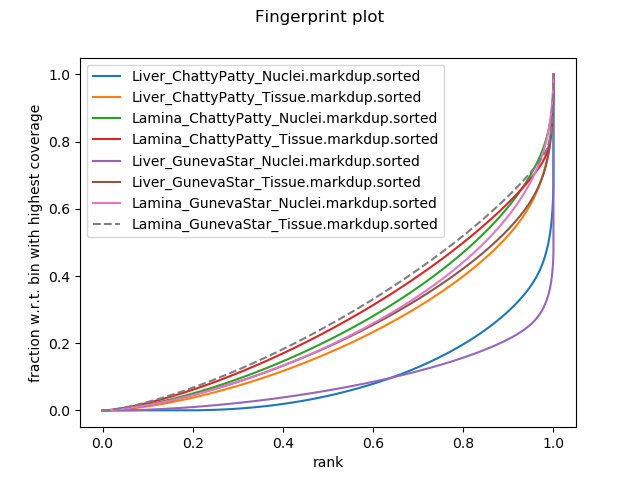 Fingerprint plot
fraction w.r.t. bin with highest coverage
1.0
0.8
0.6
0.4
0.2
0.0
Liver_ChattyPatty_Nuclei.markdup.sorted
Liver_ChattyPatty_Tissue.markdup.sorted
Lamina_ChattyPatty_Nuclei.markdup.sorted
Lamina_ChattyPatty_Tissue.markdup.sorted
Liver_GunevaStar_Nuclei.markdup.sorted
Liver_GunevaStar_Tissue.markdup.sorted
Lamina_GunevaStar_Nuclei.markdup.sorted
Lamina_GunevaStar_Tissue.markdup.sorted
0.0 0.2 0.4 0.6 0.8 1.0
rank